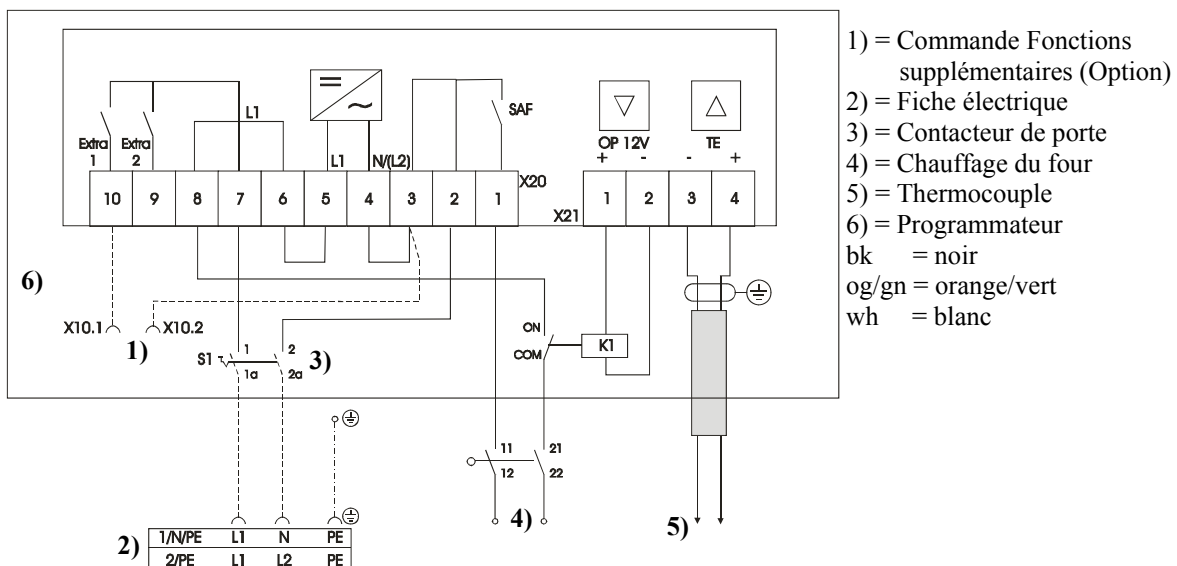 1) = Commande Fonctions
supplémentaires (Option)
2) = Fiche électrique
3) = Contacteur de porte
4) = Chauffage du four
5) = Thermocouple
6) = Programmateur
bk = noir
og/gn = orange/vert
wh = blanc
L1
SAF
Extra 1
Extra 2
L1
N/(L2)
OP 12V
TE
+ - - +
X20
10 9 8 7 6 5 4 3 2 1
X21
1 2 3 4
6)
X10.1
X10.2
1)
S1
1
2
1a
2a
3)
ON
COM
K1
11
21
12
22
4)
5)
2)
1/N/PE L1 N PE
2/PE L1 L2 PE